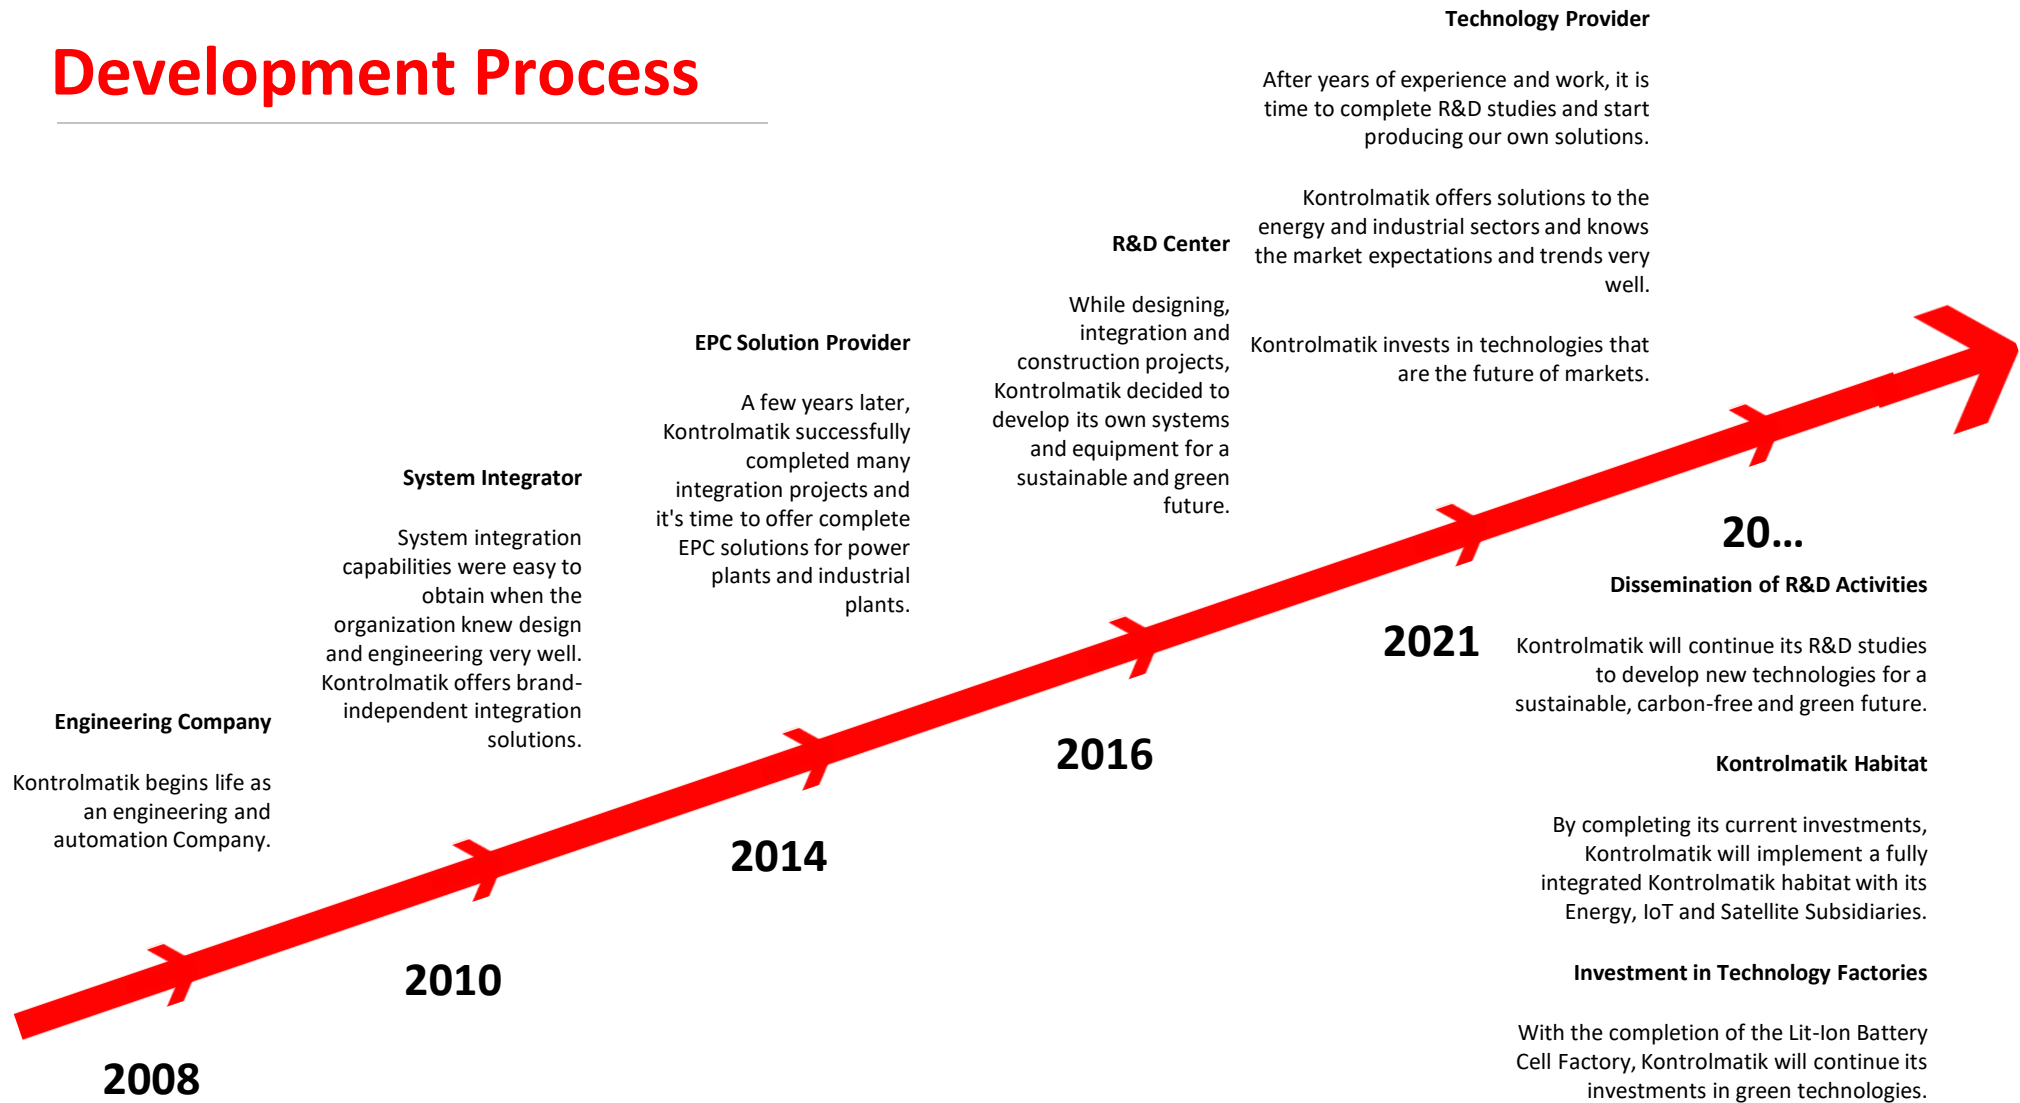 Development Process
Engineering Company
Kontrolmatik begins life as
an engineering and
automation Company.
2008
System Integrator
System integration
capabilities were easy to
obtain when the
organization knew design
and engineering very well.
Kontrolmatik offers brand-
independent integration
solutions.
2010
EPC Solution Provider
A few years later,
Kontrolmatik successfully
completed many
integration projects and
it's time to offer complete
EPC solutions for power
plants and industrial
plants.
2014
R&D Center
While designing,
integration and
construction projects,
Kontrolmatik decided to
develop its own systems
and equipment for a
sustainable and green
future.
2016
Technology Provider
After years of experience and work, it is
time to complete R&D studies and start
producing our own solutions.
Kontrolmatik offers solutions to the
energy and industrial sectors and knows
the market expectations and trends very
well.
Kontrolmatik invests in technologies that
are the future of markets.
2021
20...
Dissemination of R&D Activities
Kontrolmatik will continue its R&D studies
to develop new technologies for a
sustainable, carbon-free and green future.
Kontrolmatik Habitat
By completing its current investments,
Kontrolmatik will implement a fully
integrated Kontrolmatik habitat with its
Energy, IoT and Satellite Subsidiaries.
Investment in Technology Factories
With the completion of the Lit-Ion Battery
Cell Factory, Kontrolmatik will continue its
investments in green technologies.